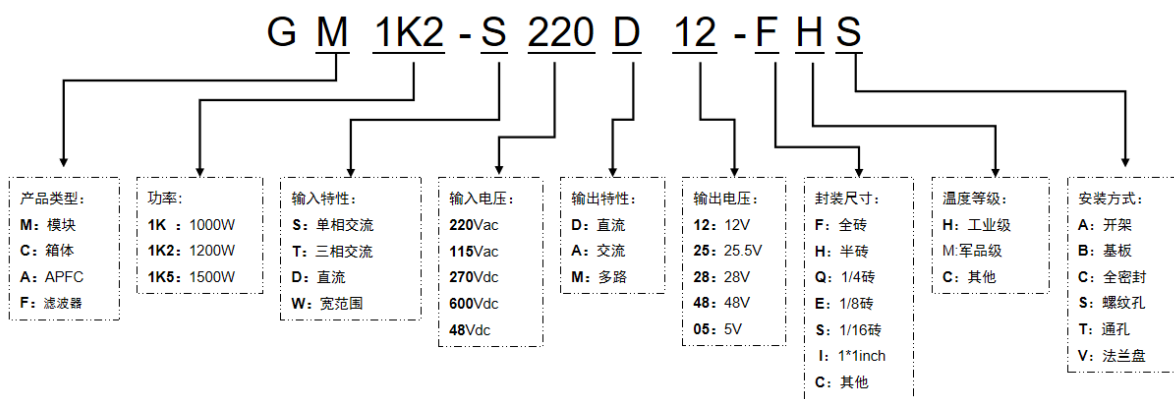 G M 1K2 - S 220 D 12 - F H S
产品类型：
M：模块
C：箱体
A：APFC
F：滤波器
功率：
1K ：1000W
1K2：1200W
1K5：1500W
输入特性：
S：单相交流
T：三相交流
D：直流
W：宽范围
输入电压：
220Vac
115Vac
270Vdc
600Vdc
48Vdc
输出特性：
D：直流
A：交流
M：多路
输出电压：
12：12V
25：25.5V
28：28V
48：48V
05：5V
封装尺寸：
F：全砖
H：半砖
Q：1/4砖
E：1/8砖
S：1/16砖
I：1*1inch
C：其他
温度等级：
H：工业级
M:军品级
C：其他
安装方式：
A：开架
B：基板
C：全密封
S：螺纹孔
T：通孔
V：法兰盘